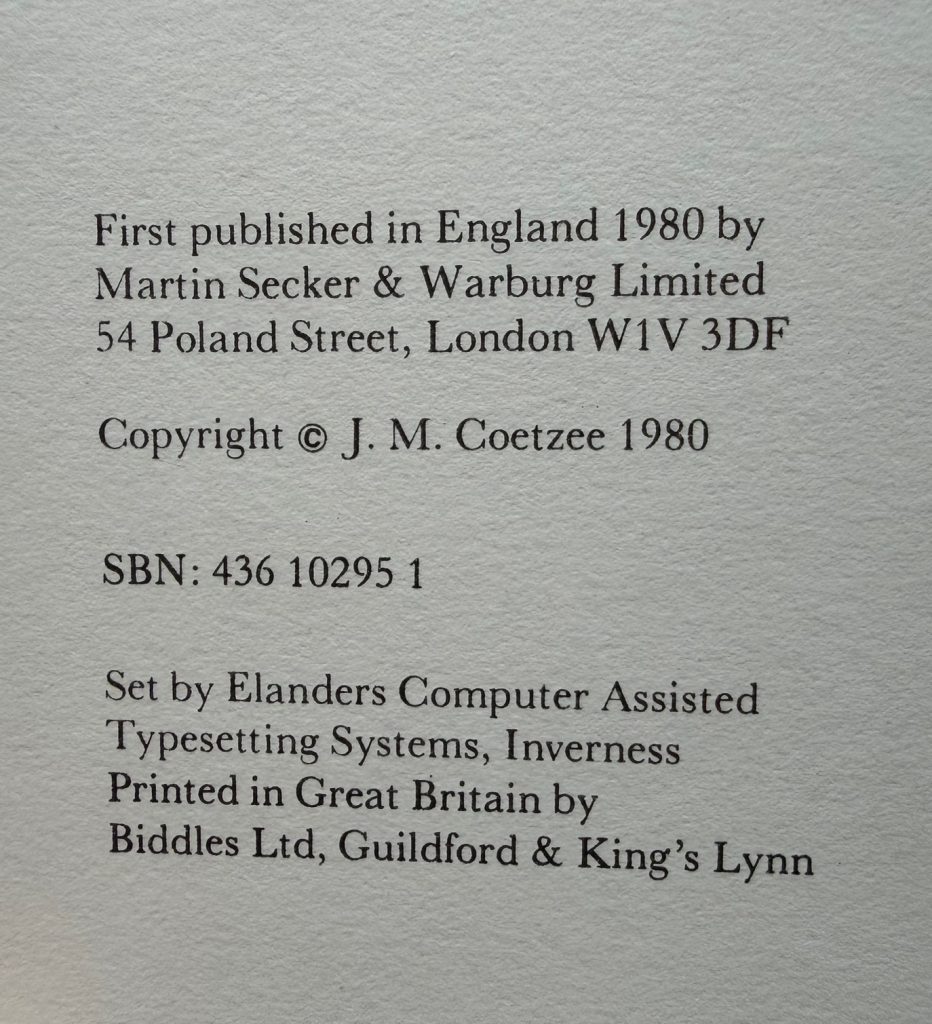 First published in England 1980 by
Martin Secker & Warburg Limited
54 Poland Street, London W1V 3DF
Copyright © J. M. Coetzee 1980
SBN: 436 10295 1
Set by Elanders Computer Assisted
Typesetting Systems, Inverness
Printed in Great Britain by
Biddles Ltd, Guildford & King’s Lynn